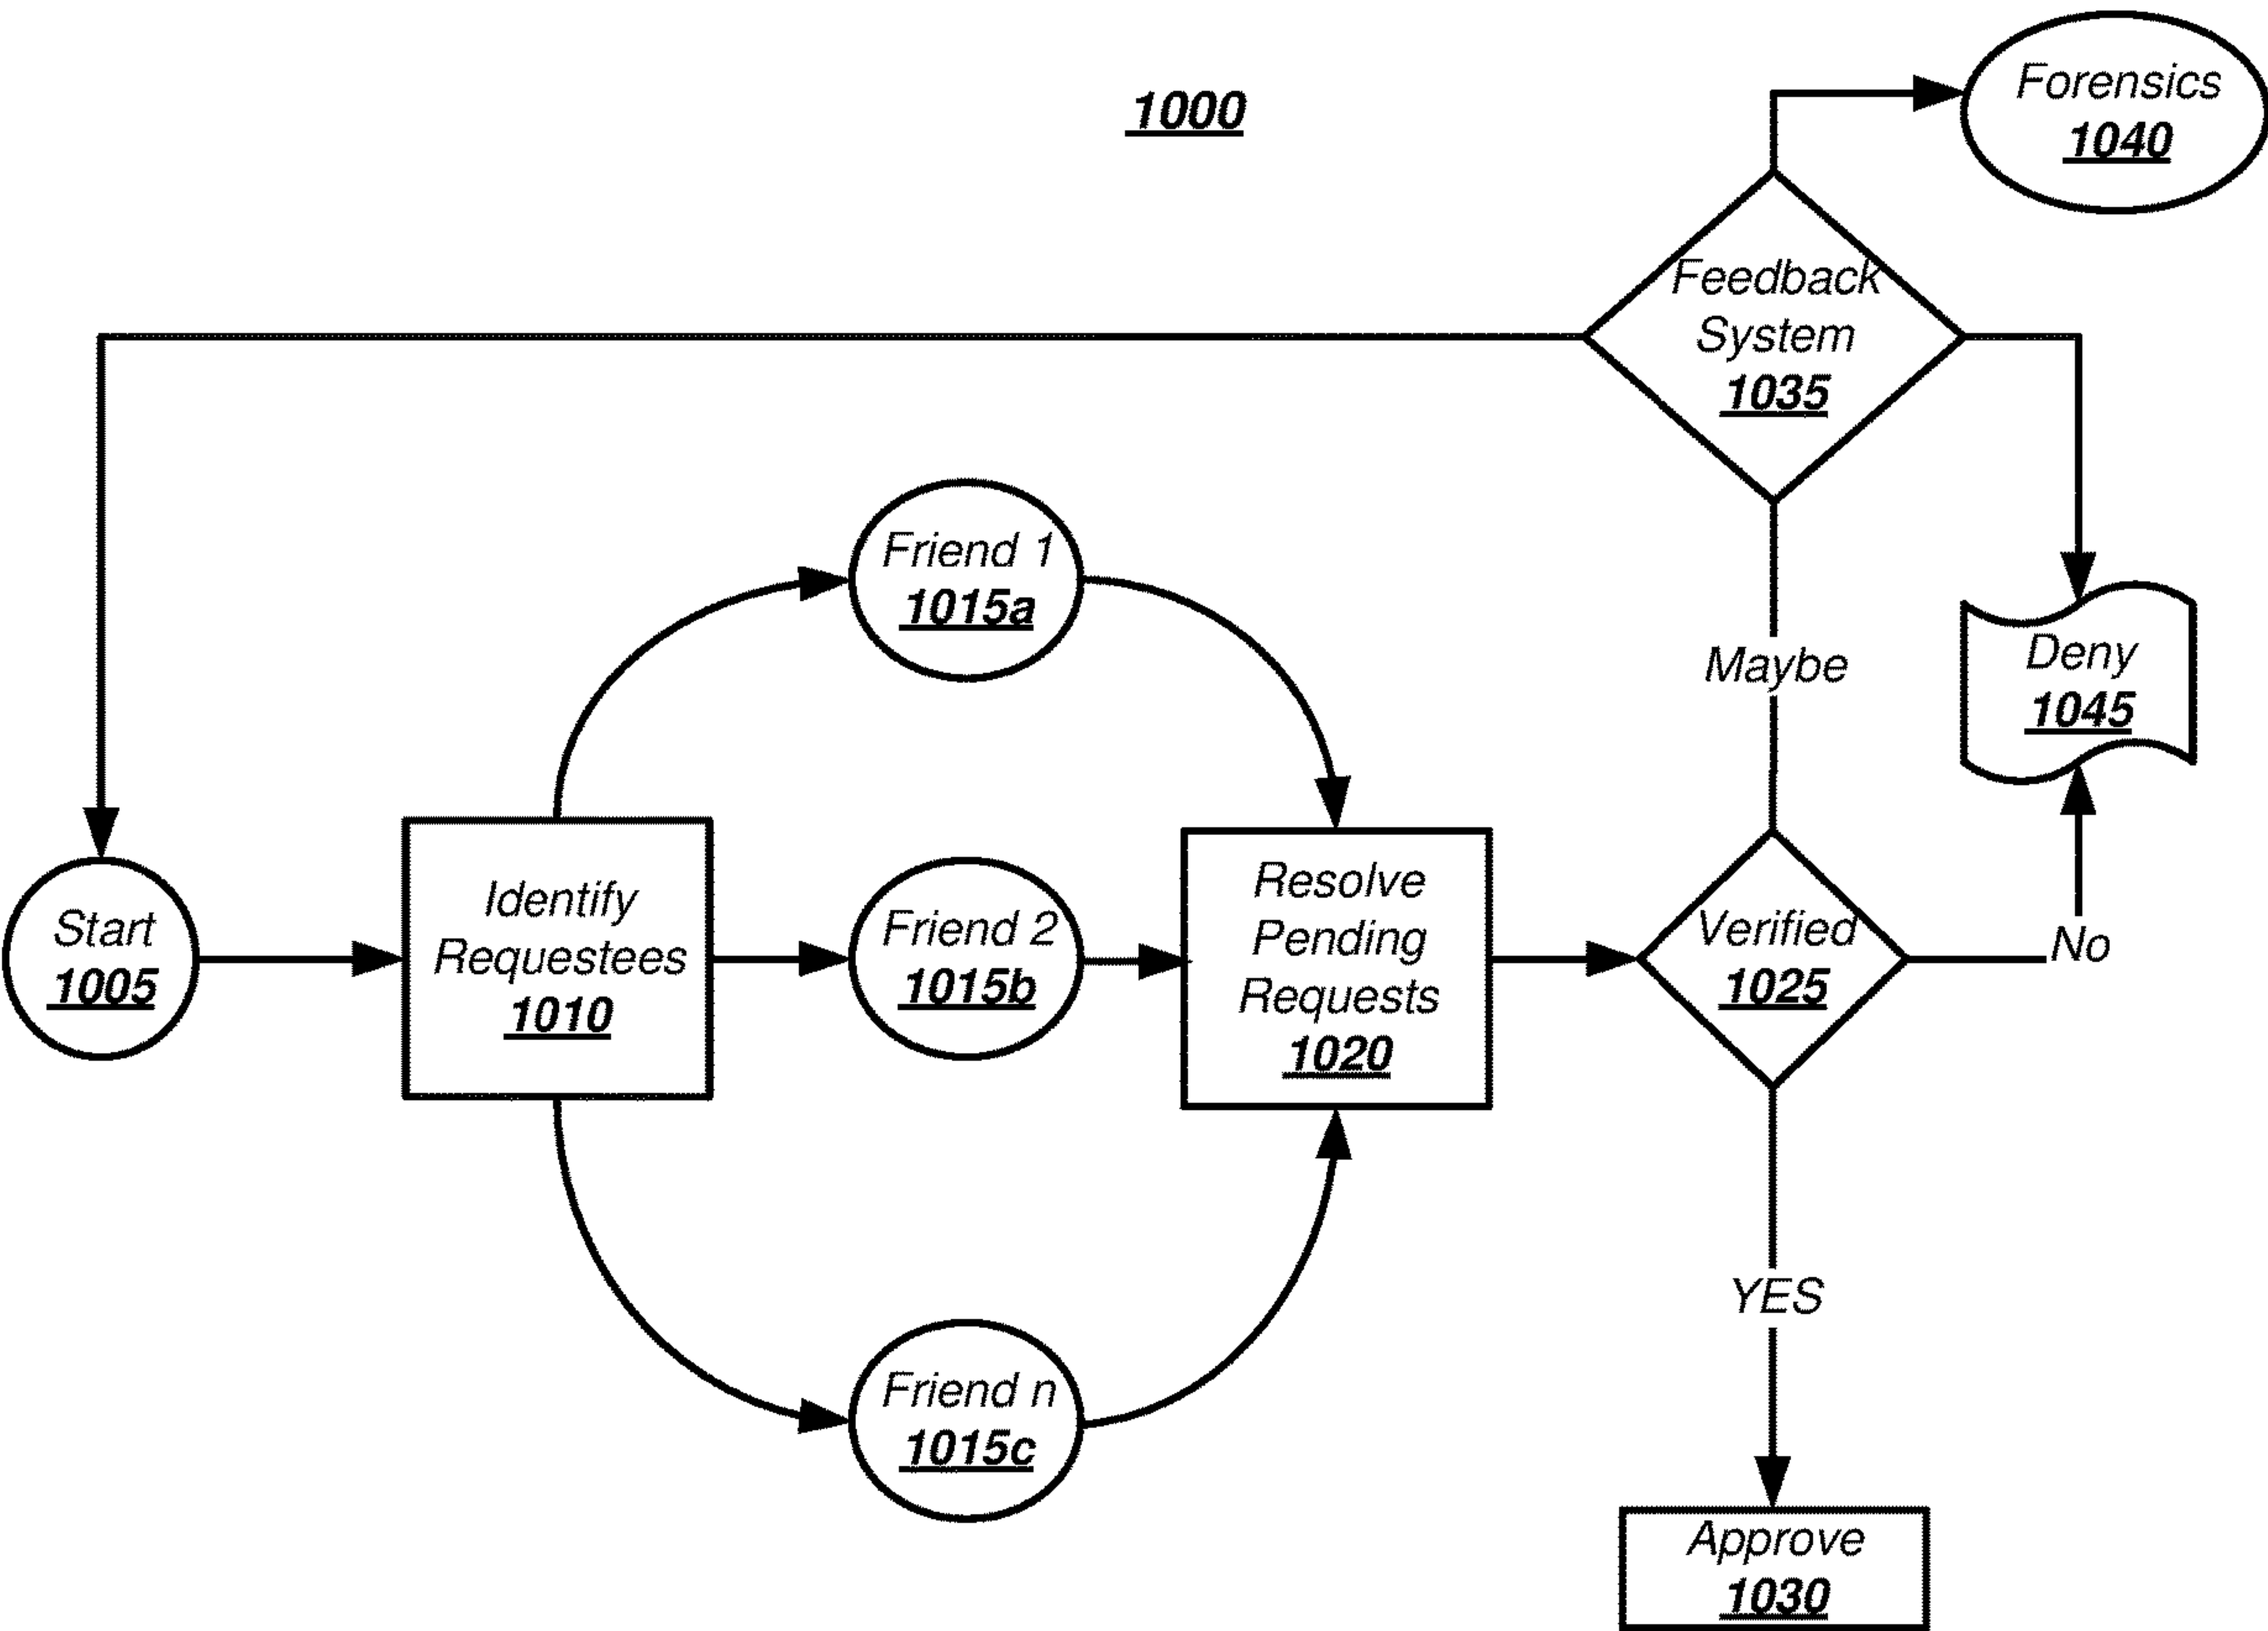 1000
Forensics
1040
Feedback
System
1035
Friend 1
1015a
Maybe
Deny
1045
Start
1005
Identify
Requestees
1010
Friend 2
1015b
Resolve
Pending
Requests
1020
Verified
1025
No
YES
Friend n
1015c
Approve
1030